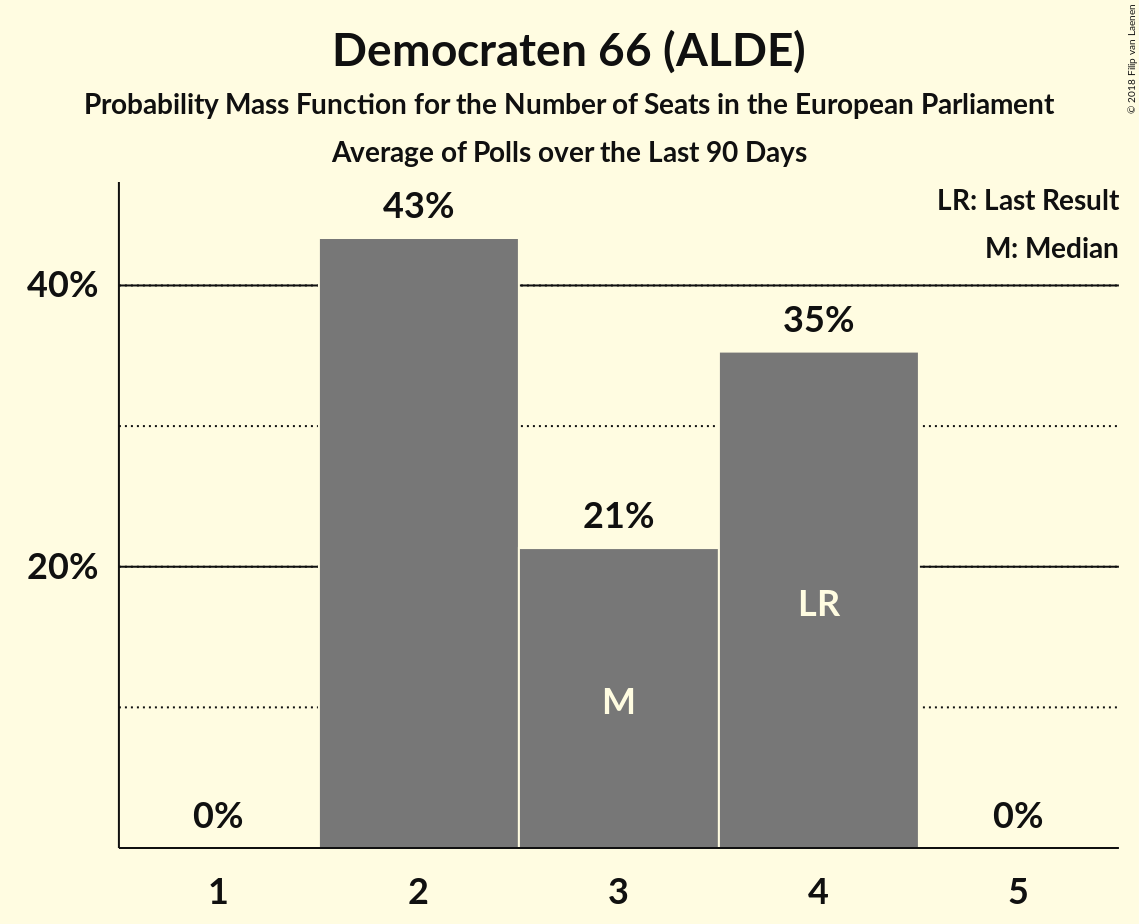 Democraten 66 (ALDE)
Probability Mass Function for the Number of Seats in the European Parliament
Average of Polls over the Last 90 Days
© 2018 Filip van Laenen
LR: Last Result
M: Median
43%
40%
35%
21%
20%
LR
M
0%
0%
1
2
3
4
5